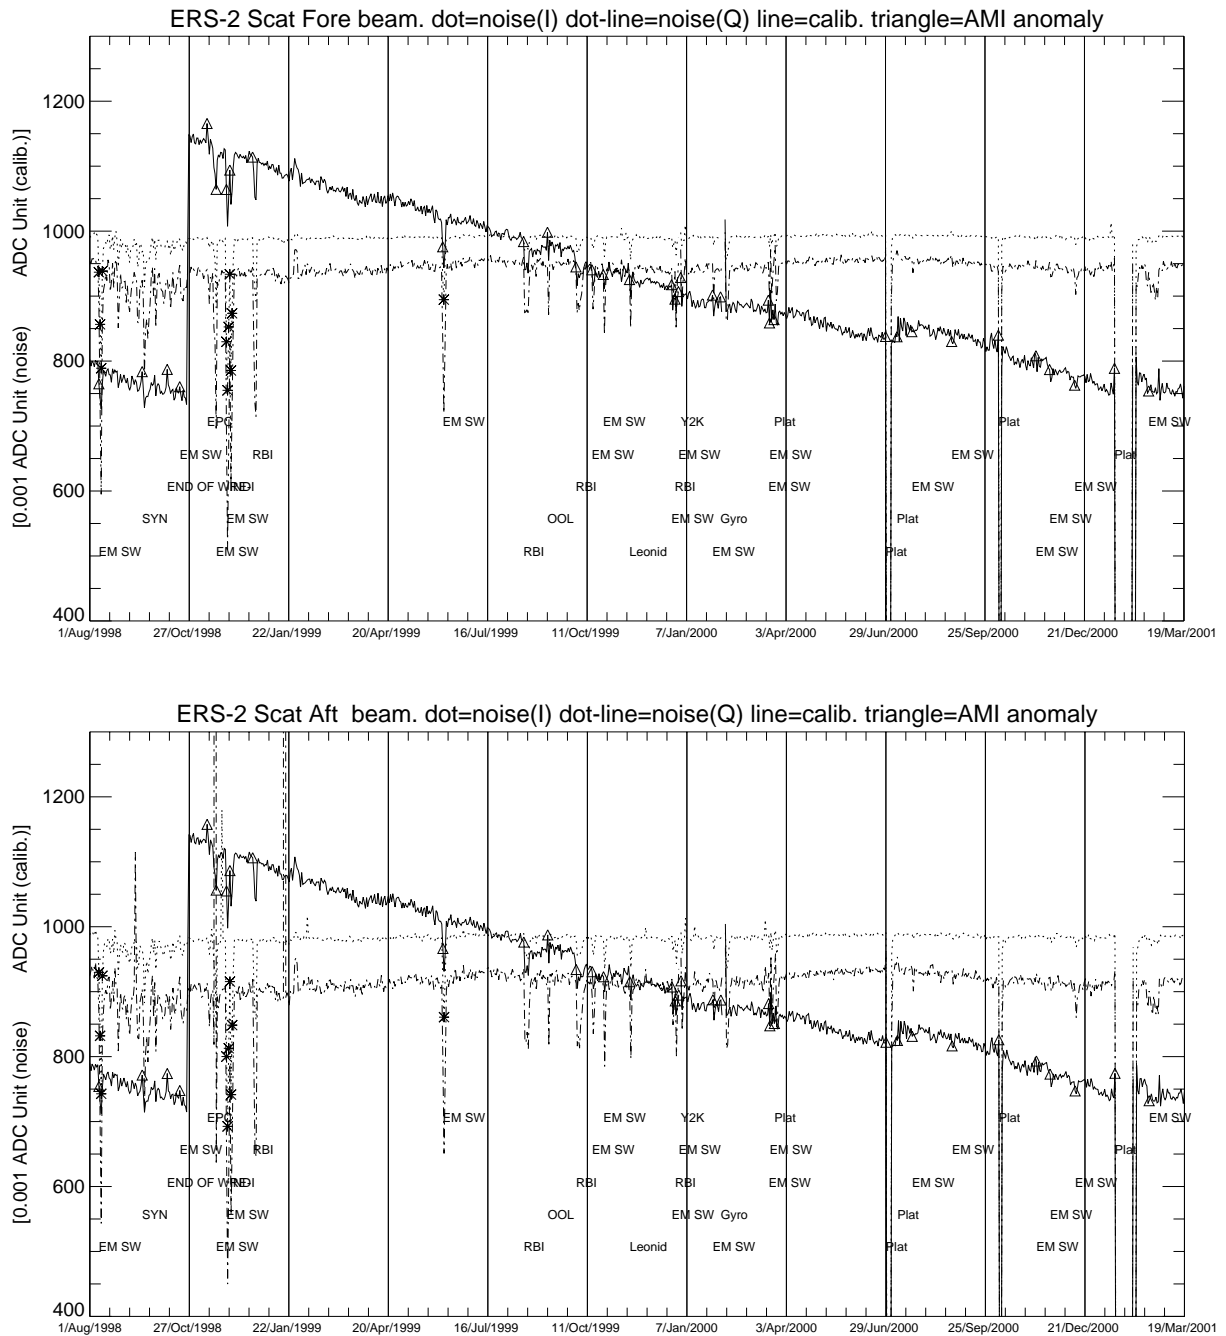 ERS-2 Scat Fore beam. dot=noise(I) dot-line=noise(Q) line=calib. triangle=AMI anomaly
[0.001 ADC Unit (noise) ADC Unit (calib.)]
1200
1000
800
600
400
EPC EM SW EM SW Y2K Plat Plat EM SW
EM SW RBI EM SW EM SW EM SW EM SW Plat
END OF RBI RBI EM SW EM SW EM SW
SYN EM SW OOL EM SW Gyro Plat EM SW
EM SW EM SW RBI Leonid EM SW Plat EM SW
1/Aug/1998 27/Oct/1998 22/Jan/1999 20/Apr/1999 16/Jul/1999 11/Oct/1999 7/Jan/2000 3/Apr/2000 29/Jun/2000 25/Sep/2000 21/Dec/2000 19/Mar/2001
ERS-2 Scat Aft beam. dot=noise(I) dot-line=noise(Q) line=calib. triangle=AMI anomaly
[0.001 ADC Unit (noise) ADC Unit (calib.)]
1200
1000
800
600
400
EPC EM SW EM SW Y2K Plat Plat EM SW
EM SW RBI EM SW EM SW EM SW EM SW Plat
END OF RBI RBI EM SW EM SW EM SW
SYN EM SW OOL EM SW Gyro Plat EM SW
EM SW EM SW RBI Leonid EM SW Plat EM SW
1/Aug/1998 27/Oct/1998 22/Jan/1999 20/Apr/1999 16/Jul/1999 11/Oct/1999 7/Jan/2000 3/Apr/2000 29/Jun/2000 25/Sep/2000 21/Dec/2000 19/Mar/2001